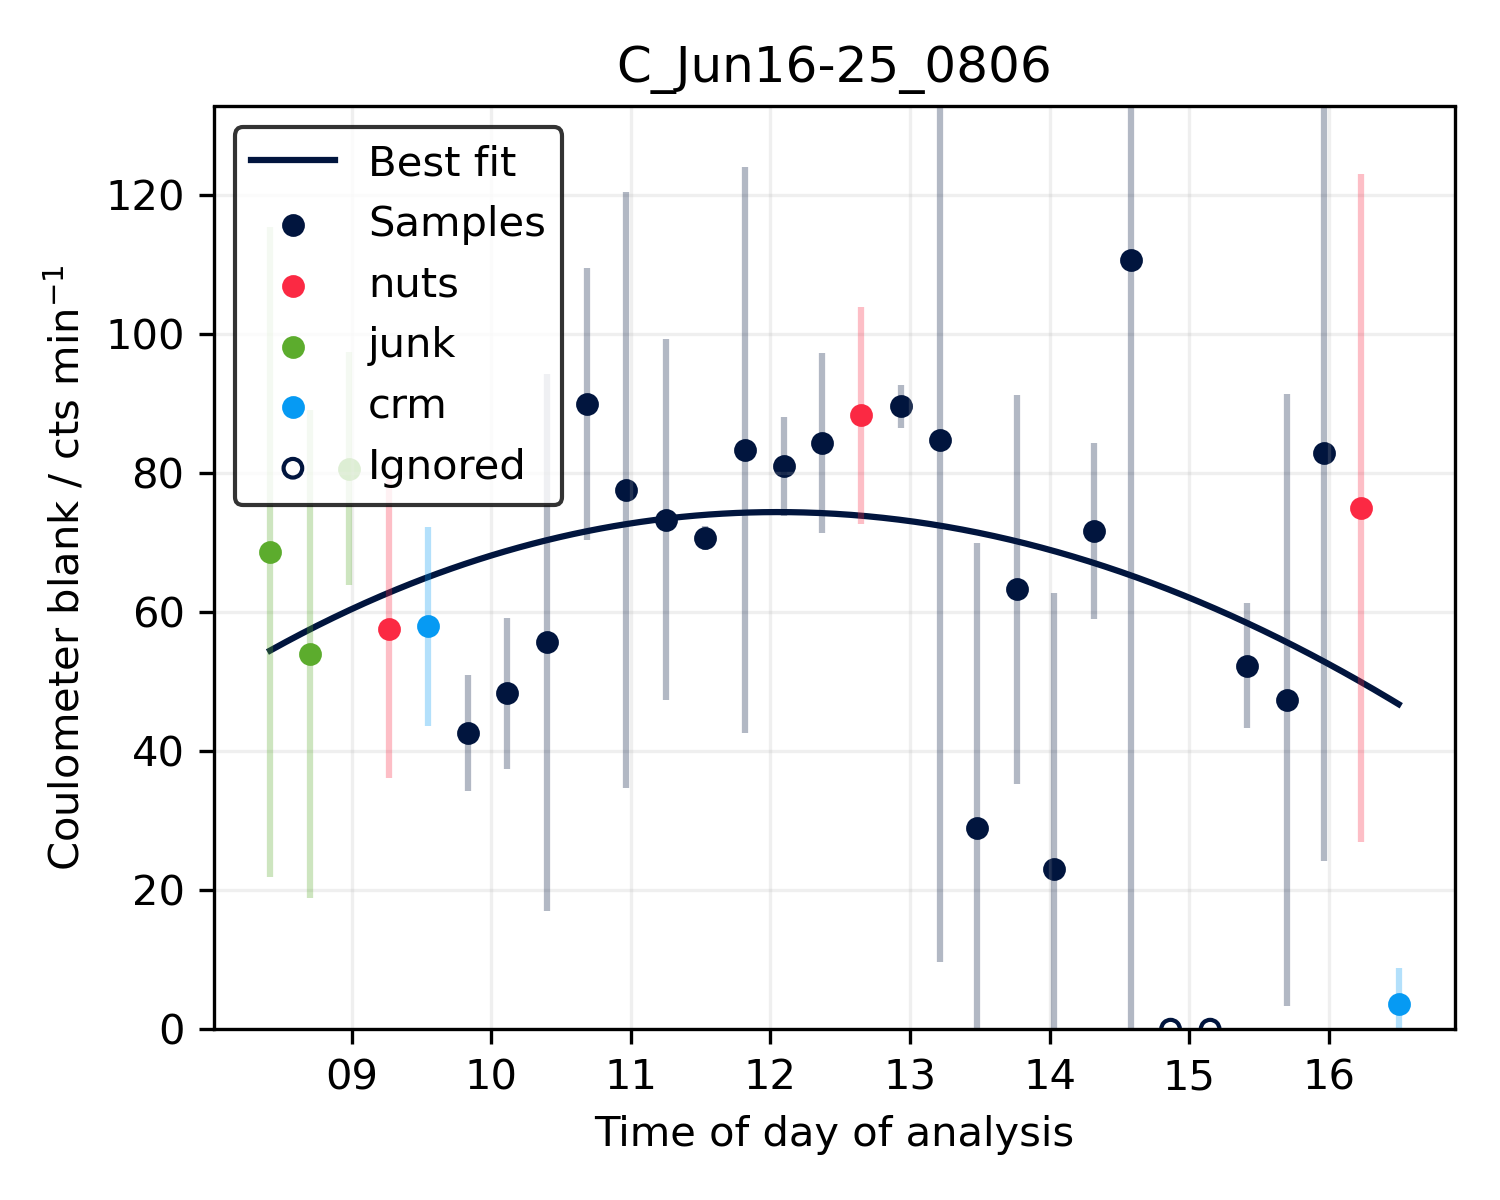 C_Jun16-25_0806
Best fit
Samples
nuts
junk
crm
Ignored
Coulometer blank / cts min⁻¹
120
100
80
60
40
20
0
09 10 11 12 13 14 15 16
Time of day of analysis